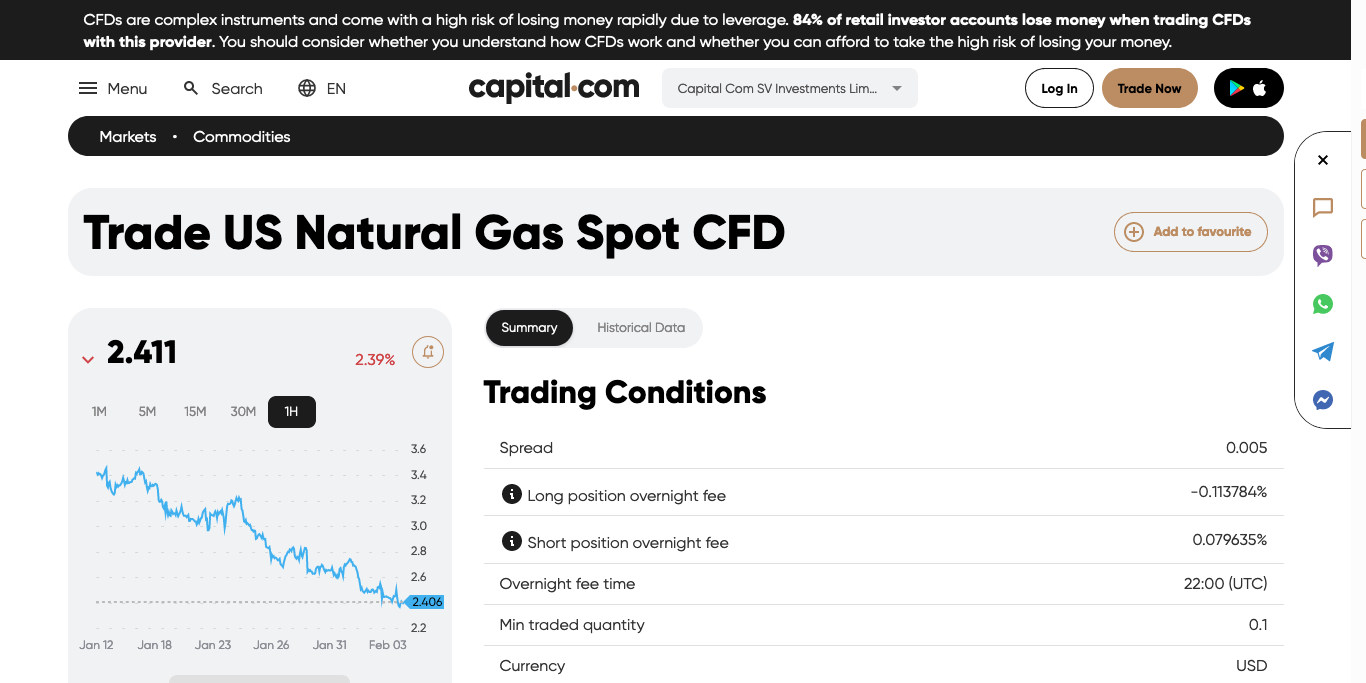 CFDs are complex instruments and come with a high risk of losing money rapidly due to leverage. 84% of retail investor accounts lose money when trading CFDs
with this provider. You should consider whether you understand how CFDs work and whether you can afford to take the high risk of losing your money.
Menu Search EN capital.com Capital Com SV Investments Lim... Log In Trade Now
Markets • Commodities
Trade US Natural Gas Spot CFD Add to favourite
Summary Historical Data
2.411 2.39%
Trading Conditions
1M 5M 15M 30M 1H
Spread 0.005
Long position overnight fee -0.113784%
Short position overnight fee 0.079635%
Overnight fee time 22:00 (UTC)
Min traded quantity 0.1
Currency USD
3.6
3.4
3.2
3.0
2.8
2.6
2.406
2.2
Jan 12 Jan 18 Jan 23 Jan 26 Jan 31 Feb 03